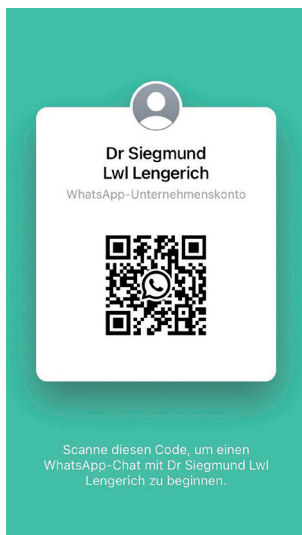 Dr Siegmund
Lwl Lengerich
WhatsApp-Unternehmenskonto
Scanne diesen Code, um einen
WhatsApp-Chat mit Dr Siegmund Lwl
Lengerich zu beginnen.